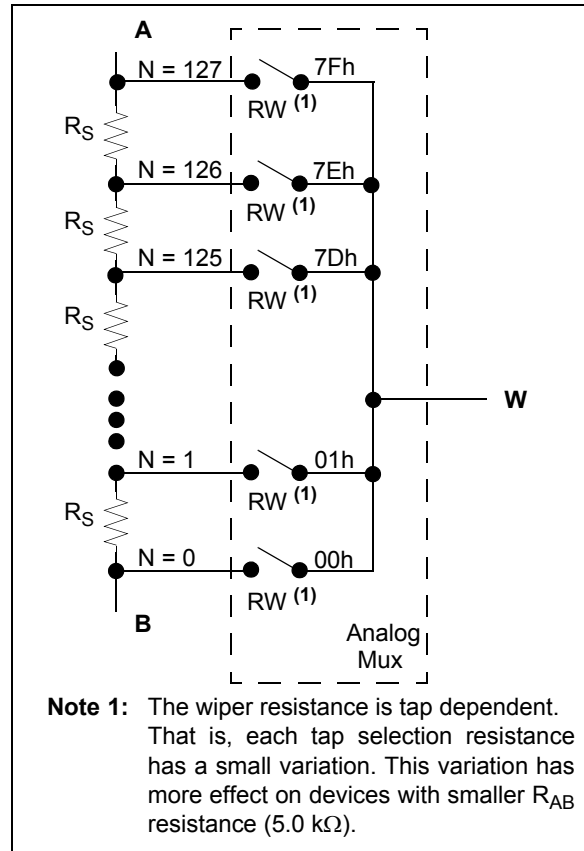 A
N = 127
7Fh
RW (1)
RS
N = 126
7Eh
RW (1)
RS
N = 125
7Dh
RW (1)
RS
W
N = 1
01h
RW (1)
RS
N = 0
00h
RW (1)
B
Analog
Mux
Note 1: The wiper resistance is tap dependent.
That is, each tap selection resistance
has a small variation. This variation has
more effect on devices with smaller RAB
resistance (5.0 kΩ).